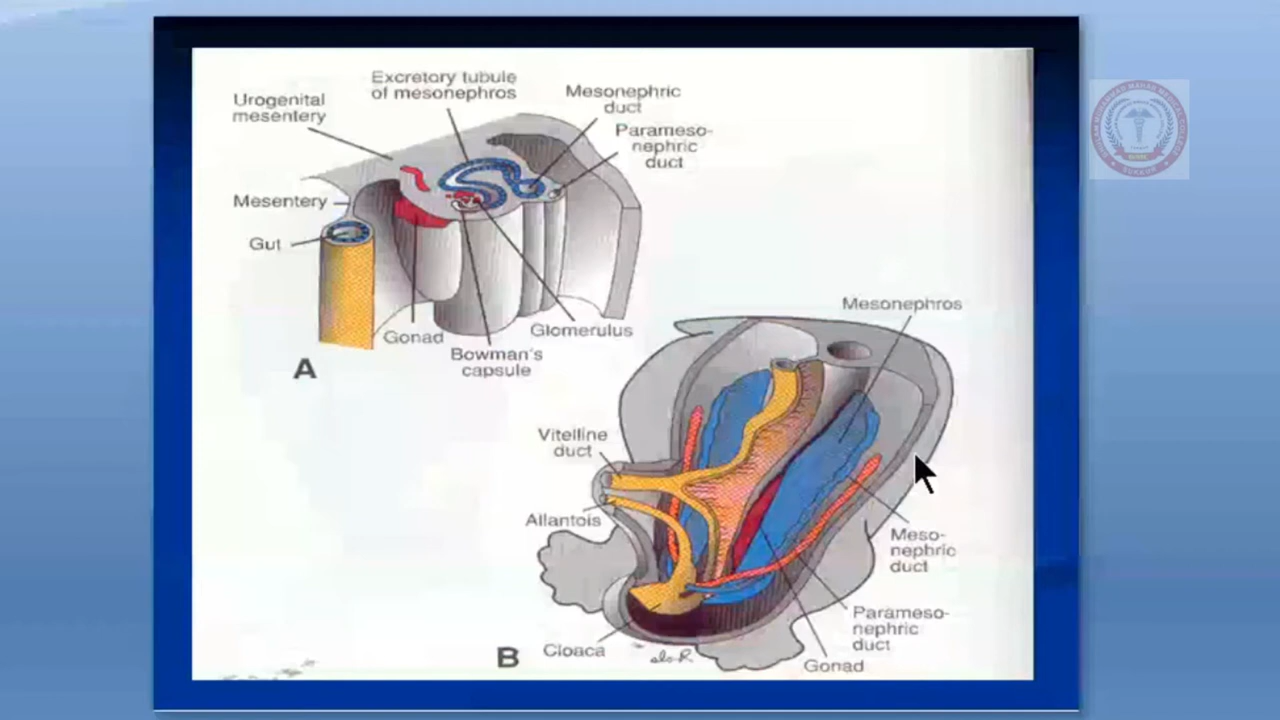 Excretory tubule
of mesonephros
Urogenital
mesentery
Mesonephric
duct
Parameso-
nephric
duct
Mesentery
Gut
Gonad
Glomerulus
Bowman's
capsule
A
Mesonephros
Vitelline
duct
Allantois
Meso-
nephric
duct
Parameso-
nephric
duct
Cloaca
Gonad
B